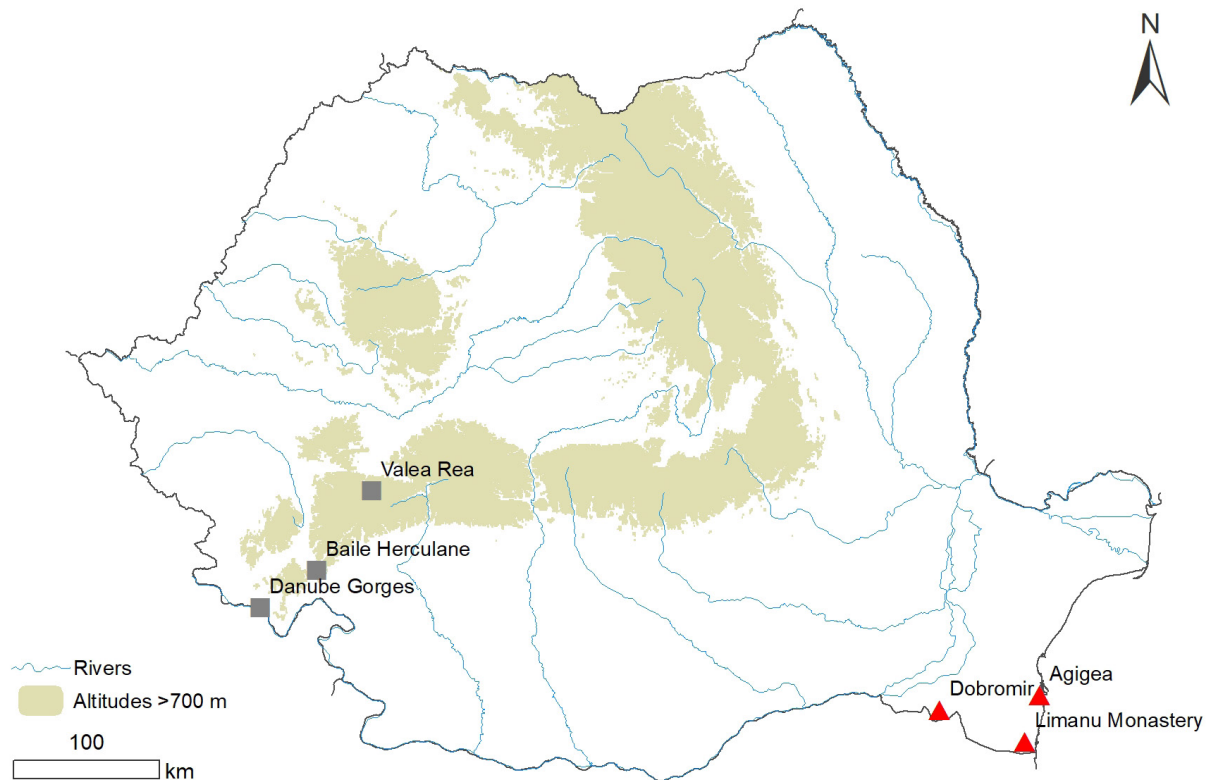 N
Valea Rea
Baile Herculane
Danube Gorges
Rivers
Altitudes >700 m
100
km
Dobromir
Agigea
Limanu Monastery